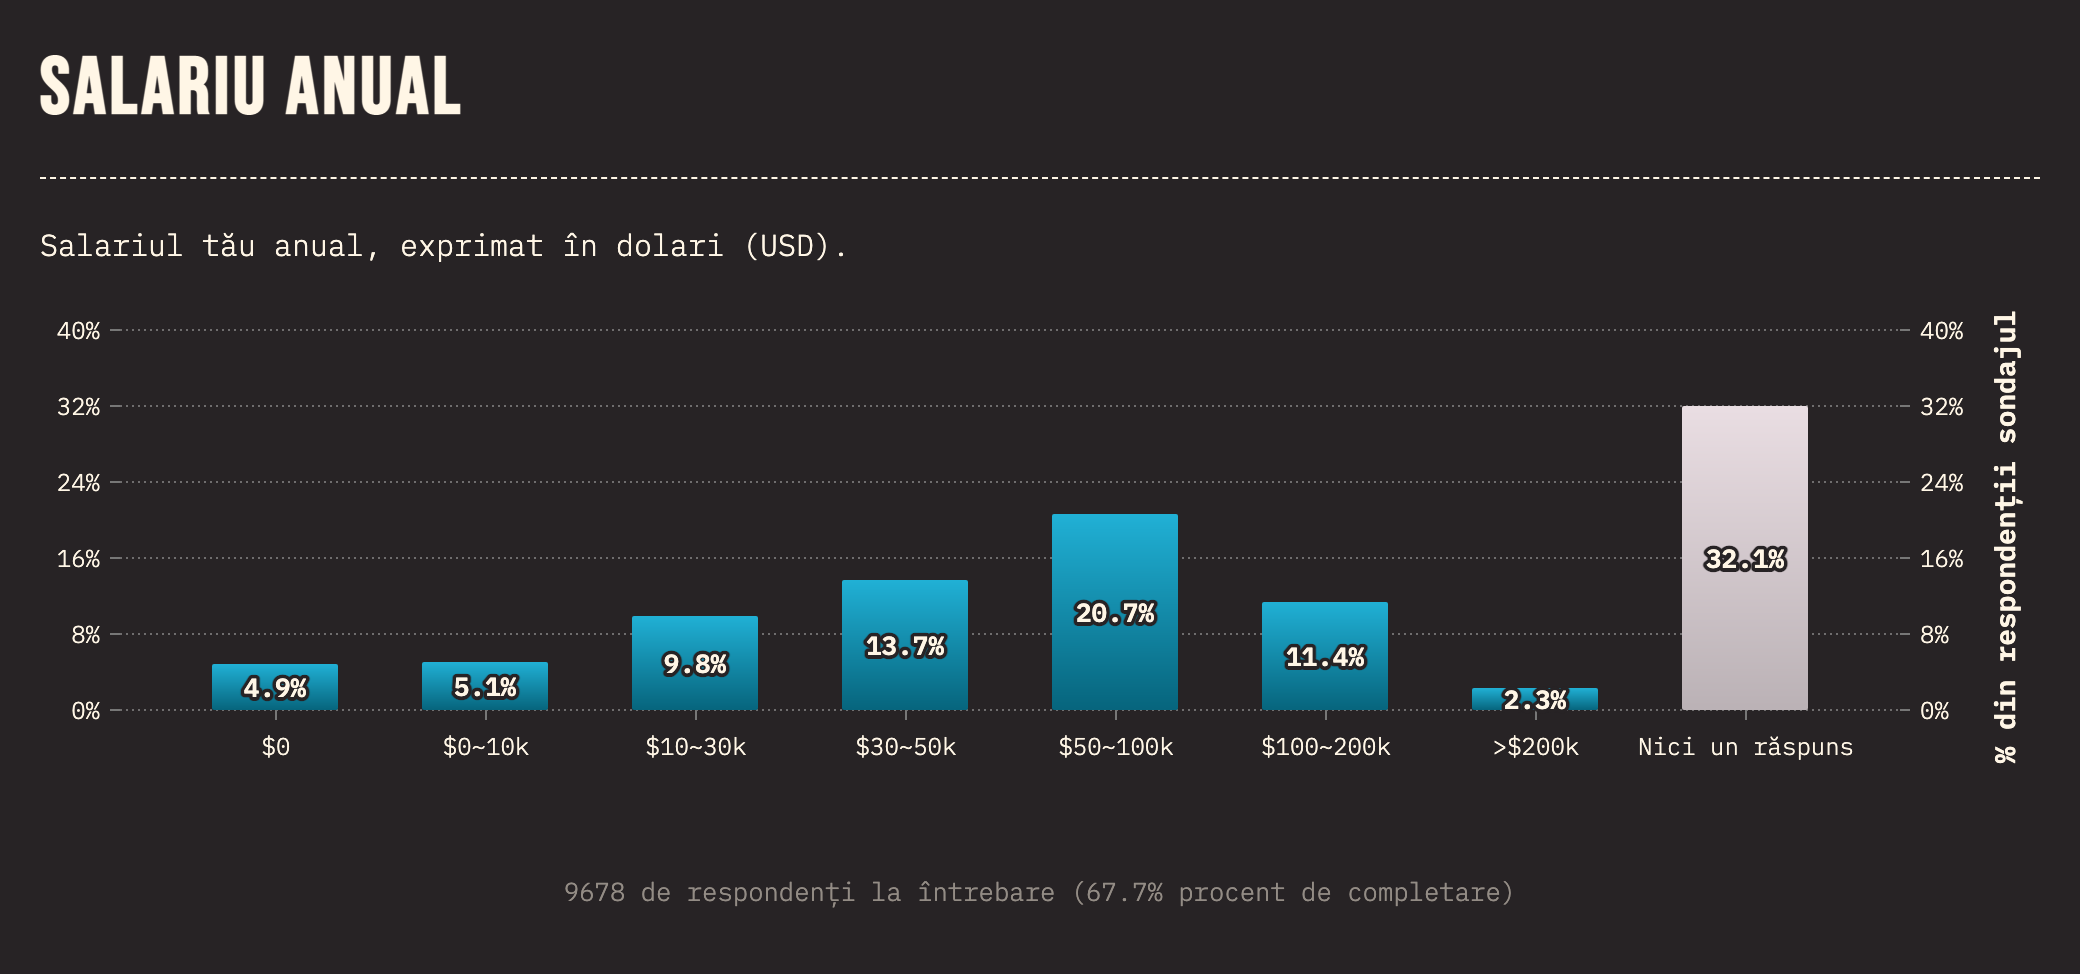 SALARIU ANUAL
Salariul tău anual, exprimat în dolari (USD).
40%
32%
24%
16%
8%
0%
4.9%
5.1%
9.8%
13.7%
20.7%
11.4%
2.3%
32.1%
$0
$0~10k
$10~30k
$30~50k
$50~100k
$100~200k
>$200k
Nici un răspuns
40%
32%
24%
16%
8%
0%
% din respondenții sondajul
9678 de respondenți la întrebare (67.7% procent de completare)